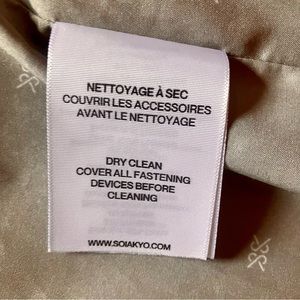 NETTOYAGE À SEC
COUVRIR LES ACCESSOIRES
AVANT LE NETTOYAGE
DRY CLEAN
COVER ALL FASTENING
DEVICES BEFORE
CLEANING
WWW.SOIAKYO.COM